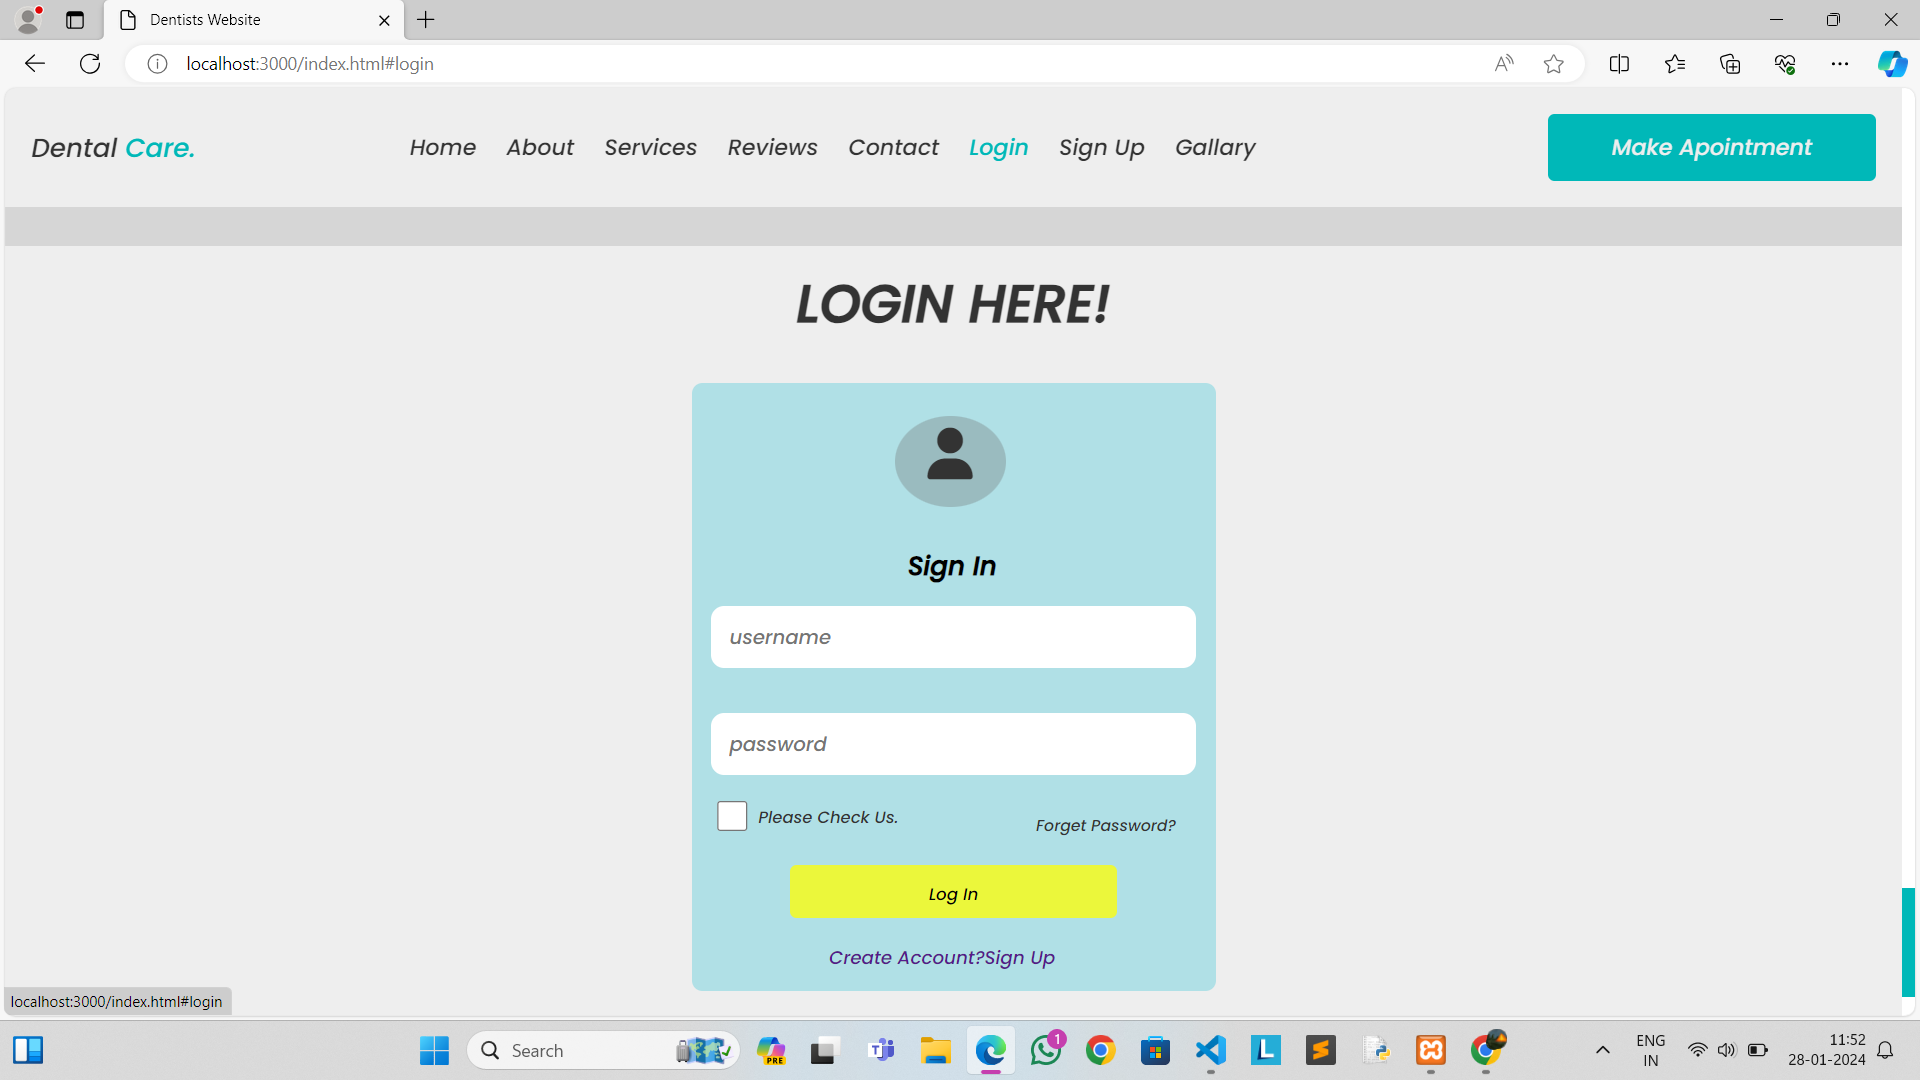 Dentists Website
localhost:3000/index.html#login
Dental Care.
Home About Services Reviews Contact Login Sign Up Gallary
Make Apointment
LOGIN HERE!
Sign In
username
password
Please Check Us.
Forget Password?
Log In
Create Account?Sign Up
localhost:3000/index.html#login
Search
PRE
1
ENG
IN
11:52
28-01-2024